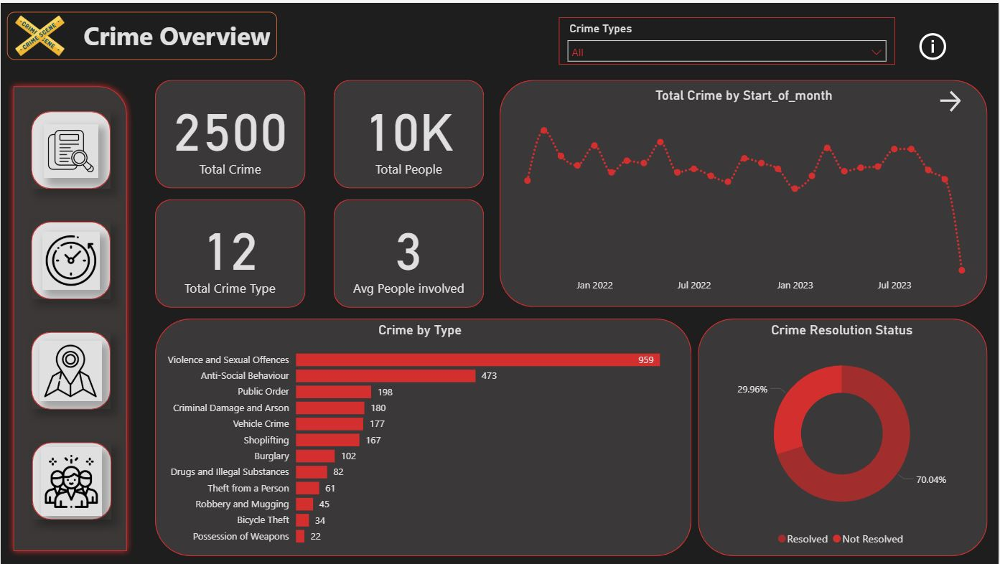 CRIME SCENE
CRIME SCENE
Crime Overview
Crime Types
All
2500
Total Crime
10K
Total People
12
Total Crime Type
3
Avg People involved
Total Crime by Start_of_month
Jan 2022 Jul 2022 Jan 2023 Jul 2023
Crime by Type
Violence and Sexual Offences 959
Anti-Social Behaviour 473
Public Order 198
Criminal Damage and Arson 180
Vehicle Crime 177
Shoplifting 167
Burglary 102
Drugs and Illegal Substances 82
Theft from a Person 61
Robbery and Mugging 45
Bicycle Theft 34
Possession of Weapons 22
Crime Resolution Status
29.96%
70.04%
Resolved Not Resolved